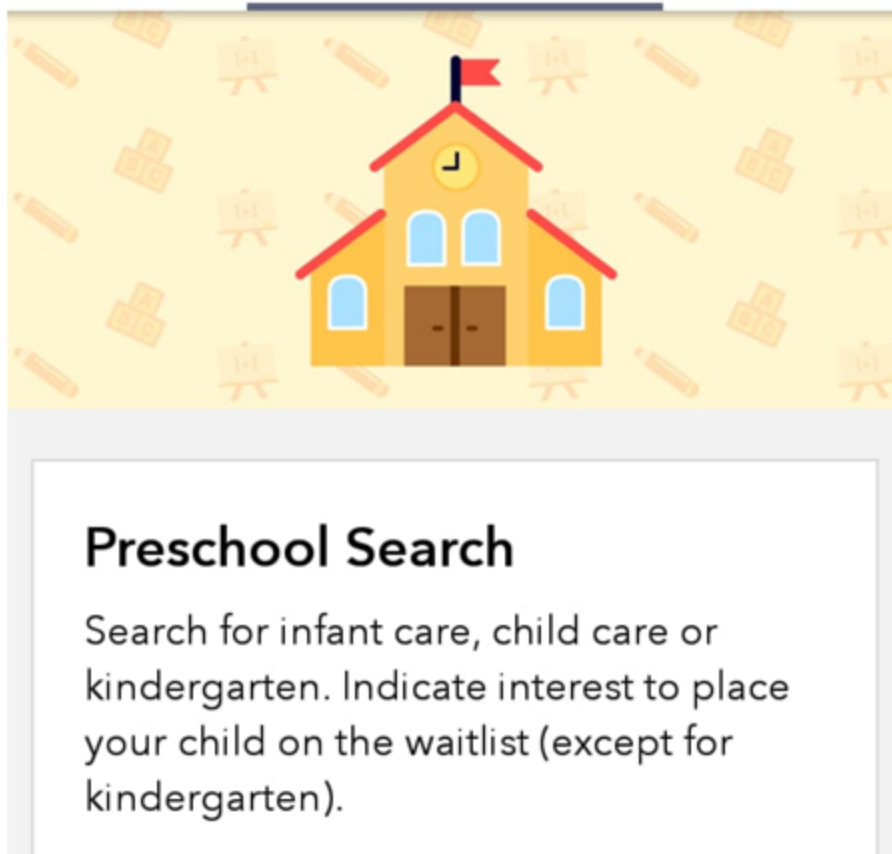 Preschool Search
Search for infant care, child care or
kindergarten. Indicate interest to place
your child on the waitlist (except for
kindergarten).